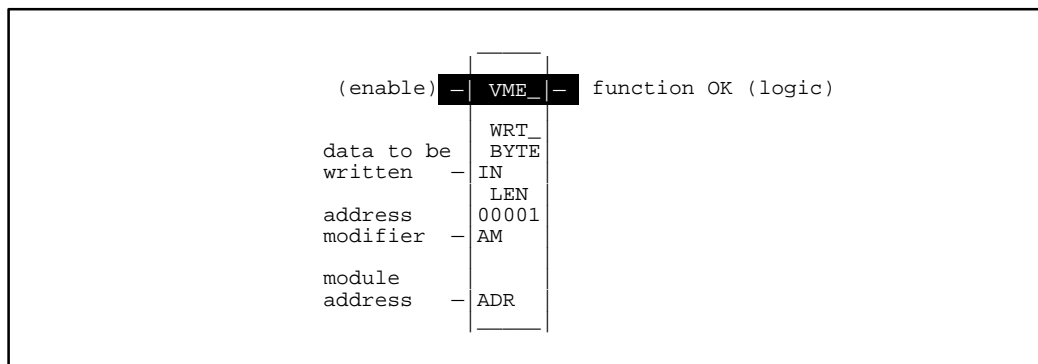 (enable) VME_ function OK (logic)
WRT_
data to be BYTE
written IN
LEN
address 00001
modifier AM
module
address ADR